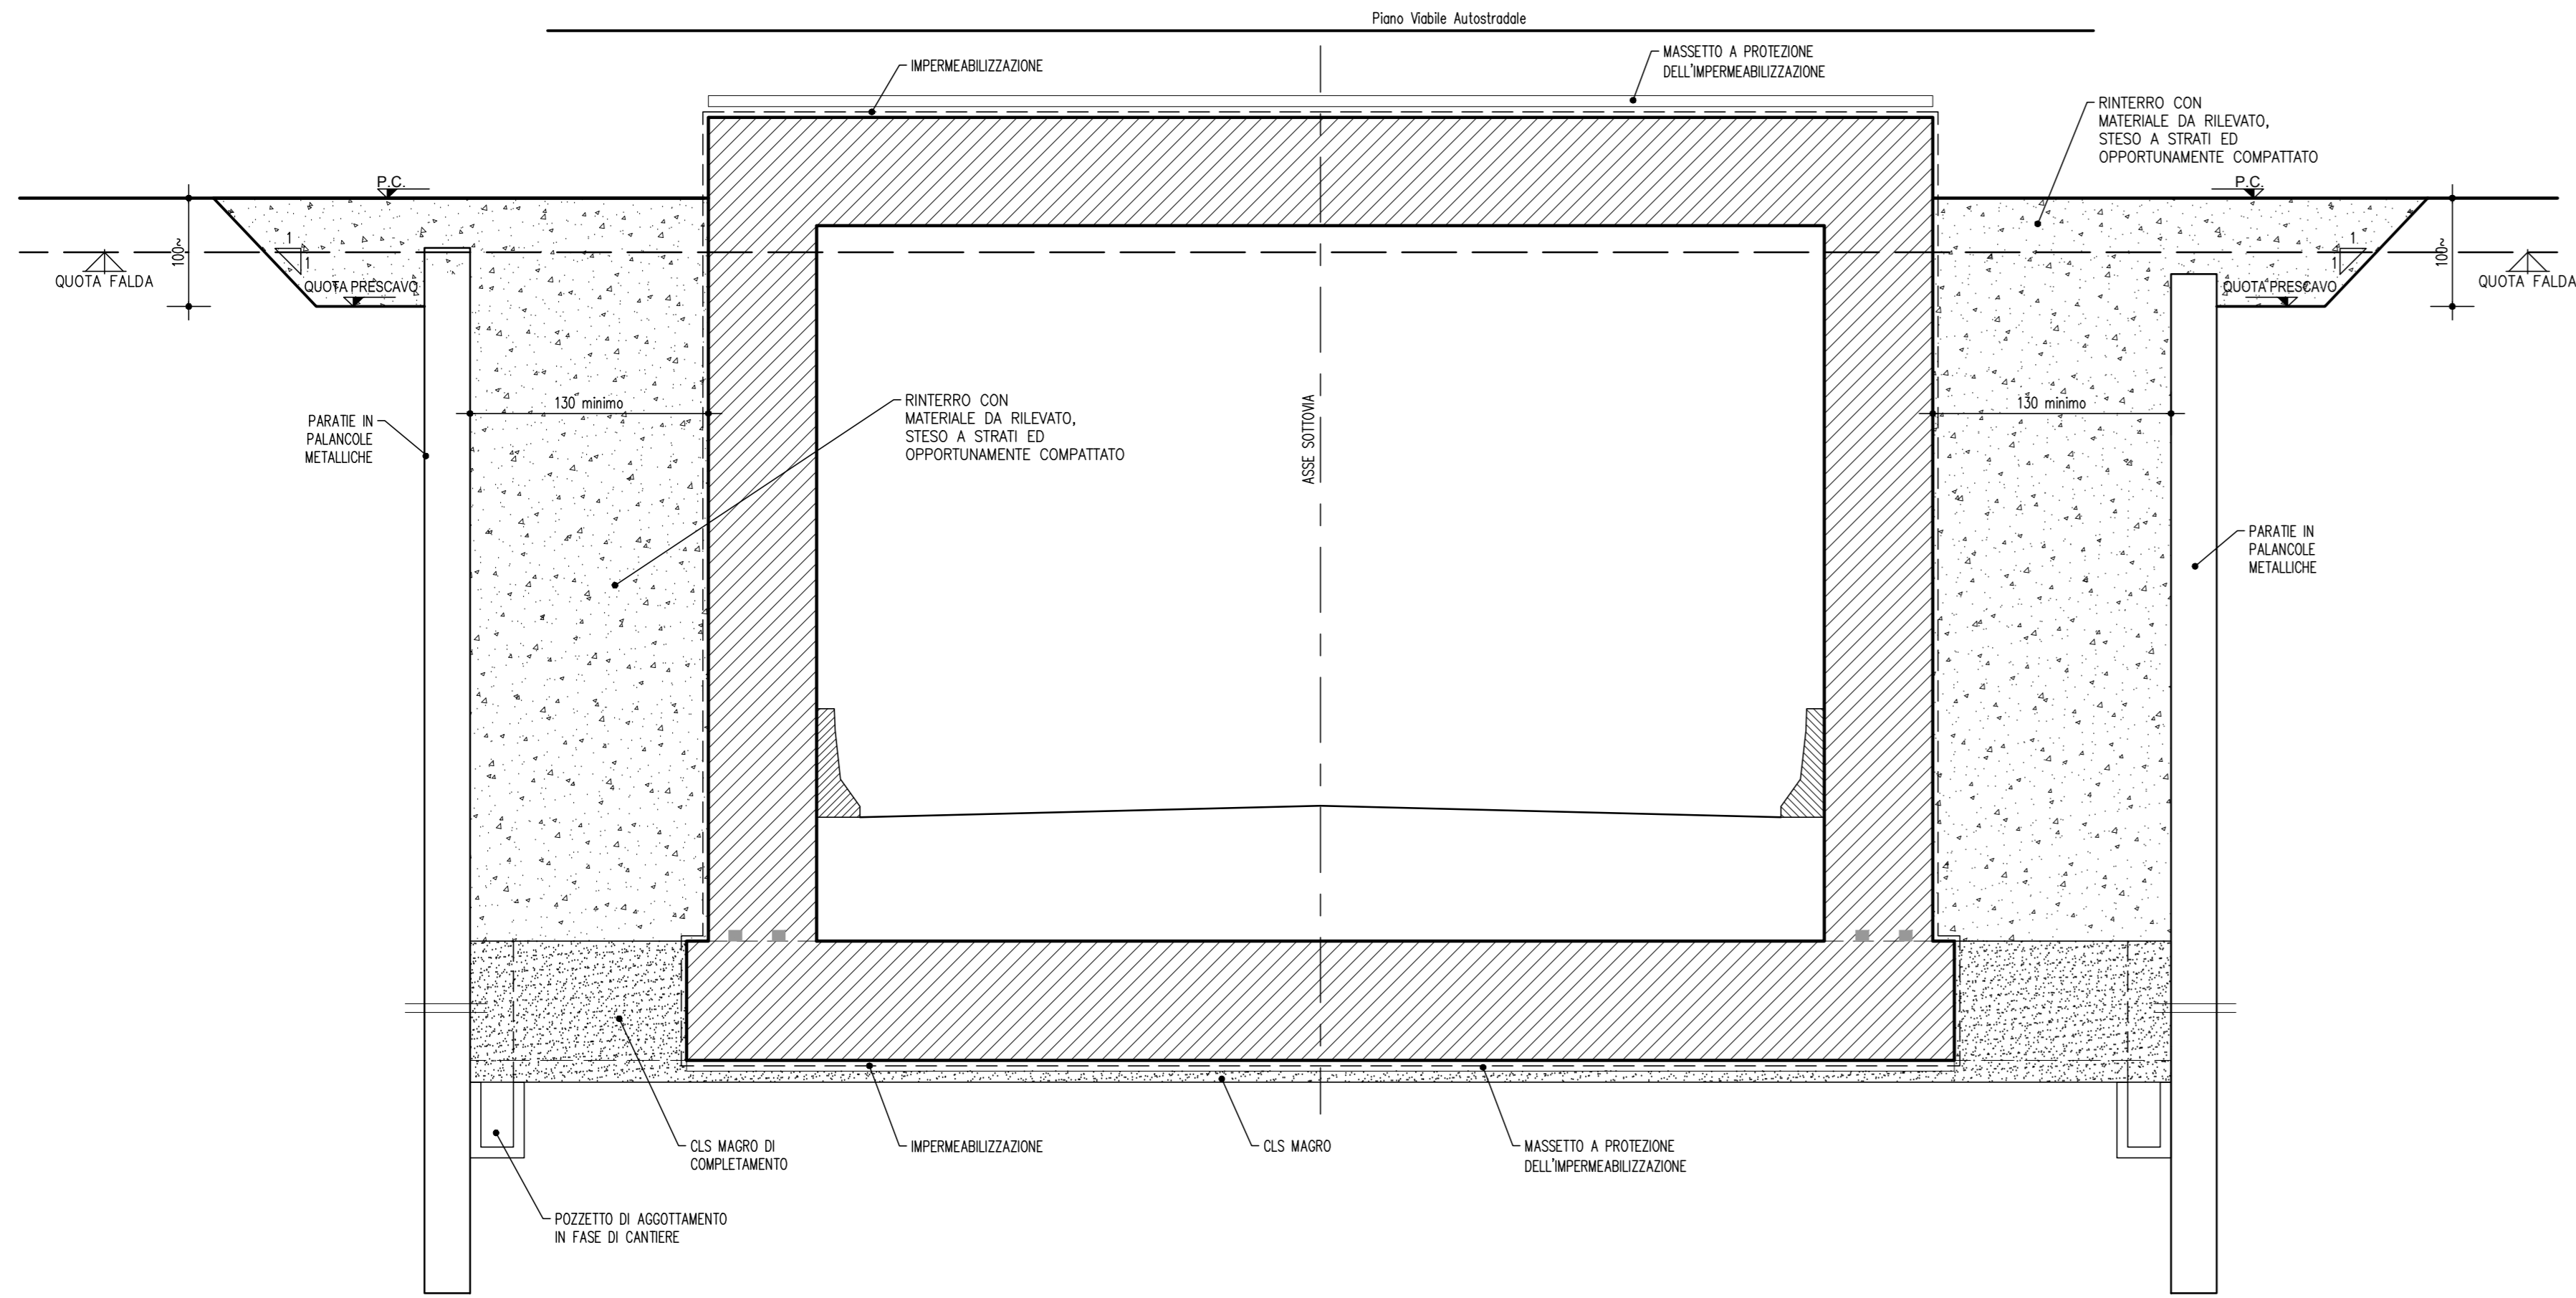 Piano Viabile Autostradale
IMPERMEABILIZZAZIONE
MASSETTO A PROTEZIONE
DELL'IMPERMEABILIZZAZIONE
RINTERRO CON
MATERIALE DA RILEVATO,
STESO A STRATI ED
OPPORTUNAMENTE COMPATTATO
P.C.
P.C.
100~
1
1
QUOTA FALDA
QUOTA PRESCAVO
1
1
100~
QUOTA PRESCAVO
QUOTA FALDA
130 minimo
130 minimo
PARATIE IN
PALANCOLE
METALLICHE
RINTERRO CON
MATERIALE DA RILEVATO,
STESO A STRATI ED
OPPORTUNAMENTE COMPATTATO
ASSE SOTTOVIA
PARATIE IN
PALANCOLE
METALLICHE
CLS MAGRO DI
COMPLETAMENTO
IMPERMEABILIZZAZIONE
CLS MAGRO
MASSETTO A PROTEZIONE
DELL'IMPERMEABILIZZAZIONE
POZZETTO DI AGGOTTAMENTO
IN FASE DI CANTIERE